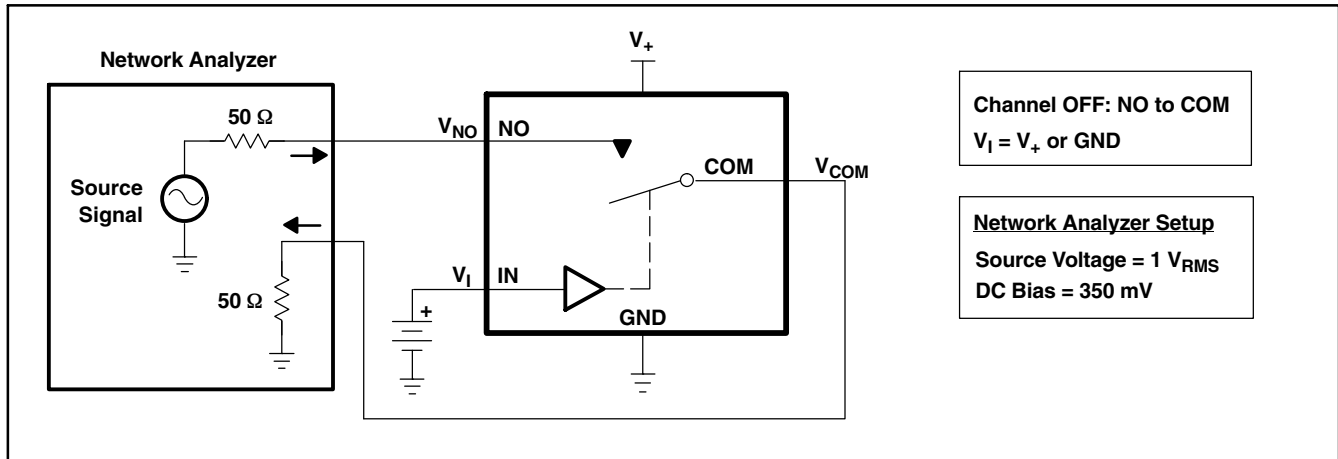 Network Analyzer
50 Ω
Source
Signal
50 Ω
V+
VNO
NO
COM
VCOM
VI
IN
+
GND
Channel OFF: NO to COM
VI = V+ or GND
Network Analyzer Setup
Source Voltage = 1 VRMS
DC Bias = 350 mV